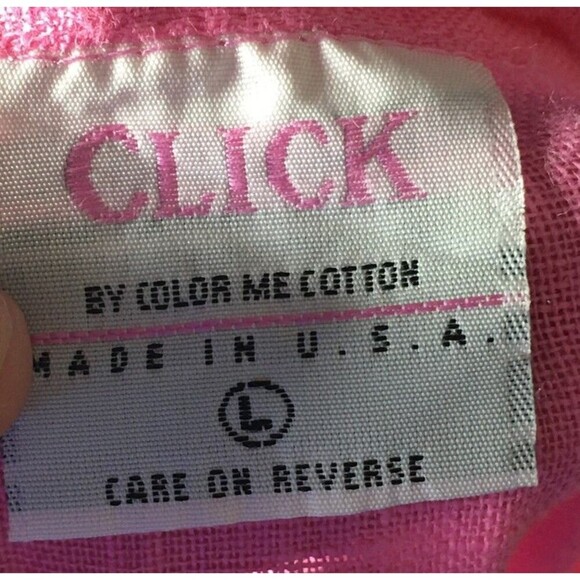 CLICK
BY COLOR ME COTTON
MADE IN U.S.A.
L
CARE ON REVERSE